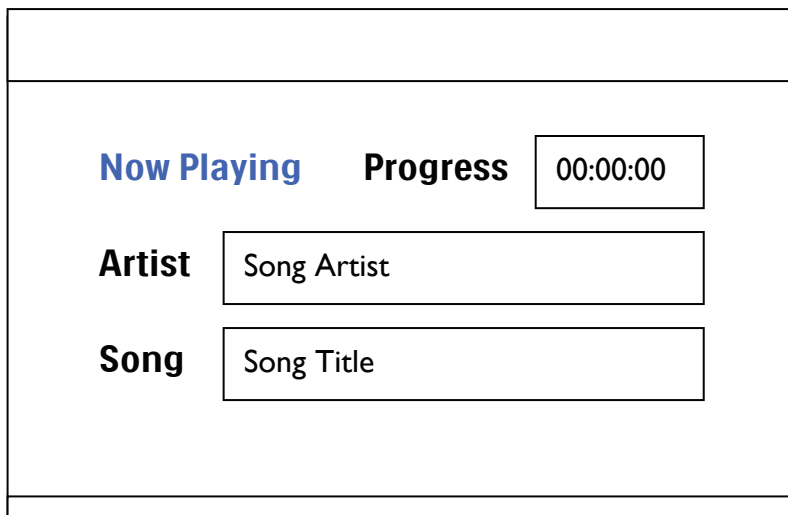 Now Playing Progress 00:00:00
Artist Song Artist
Song Song Title